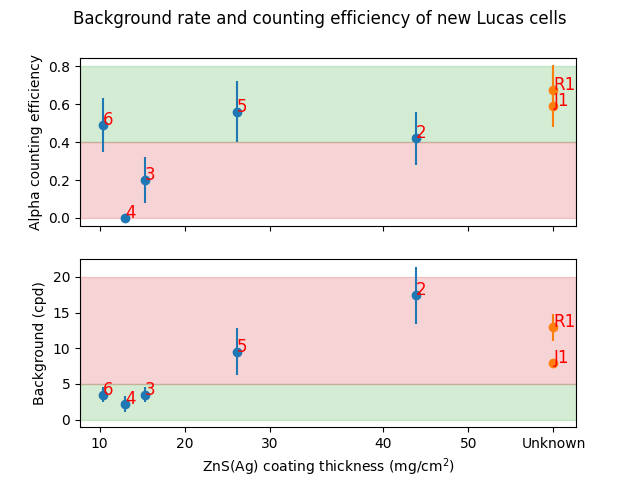 Background rate and counting efficiency of new Lucas cells
Alpha counting efficiency
0.8
0.6
0.4
0.2
0.0
6
4
3
5
2
R1
J1
Background (cpd)
20
15
10
5
0
6
4
3
5
2
R1
J1
10 20 30 40 50 Unknown
ZnS(Ag) coating thickness (mg/cm²)